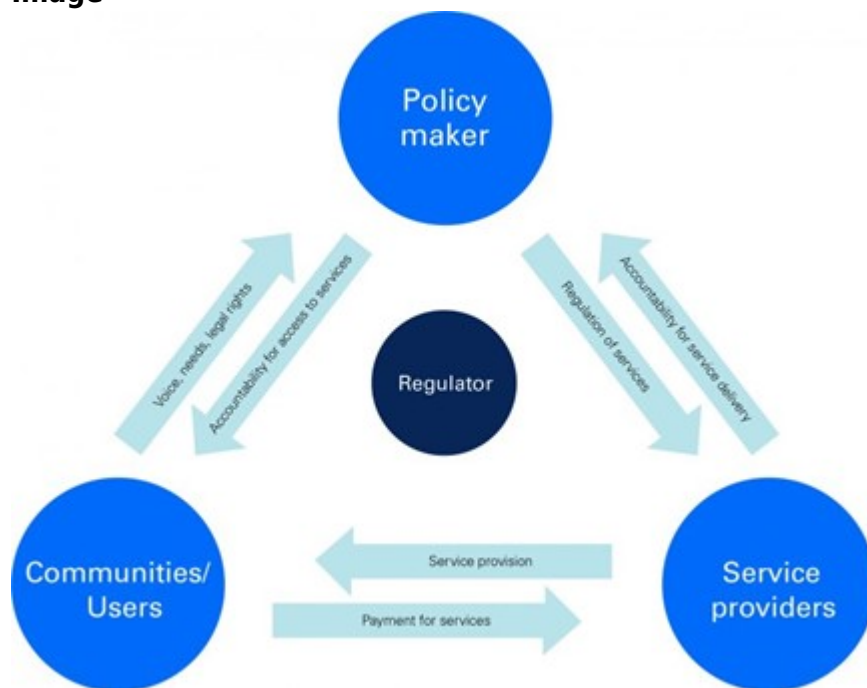 Image
Policy
maker
Voice, needs, legal rights
Accountability for access to services
Regulation of services
Accountability for service delivery
Regulator
Communities/
Users
Service provision
Payment for services
Service
providers